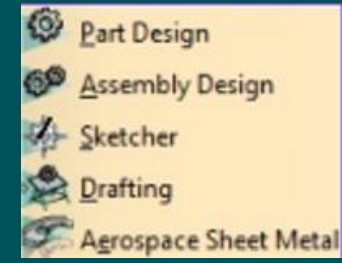 Part Design
Assembly Design
Sketcher
Drafting
Aerospace Sheet Metal